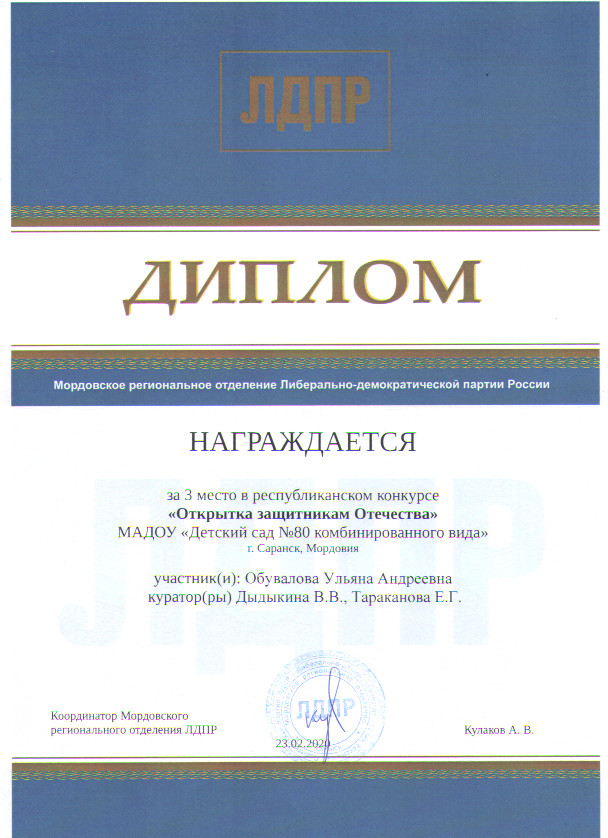 ЛДПР
ДИПЛОМ
Мордовское региональное отделение Либерально-демократической партии России
НАГРАЖДАЕТСЯ
за 3 место в республиканском конкурсе
«Открытка защитникам Отечества»
МАДОУ «Детский сад №80 комбинированного вида»
г. Саранск, Мордовия
участник(и): Обувалова Ульяна Андреевна
куратор(ры) Дыдыкина В.В., Тараканова Е.Г.
ЛДПР
Координатор Мордовского
регионального отделения ЛДПР
Кулаков А. В.
ЛДПР
23.02.2020